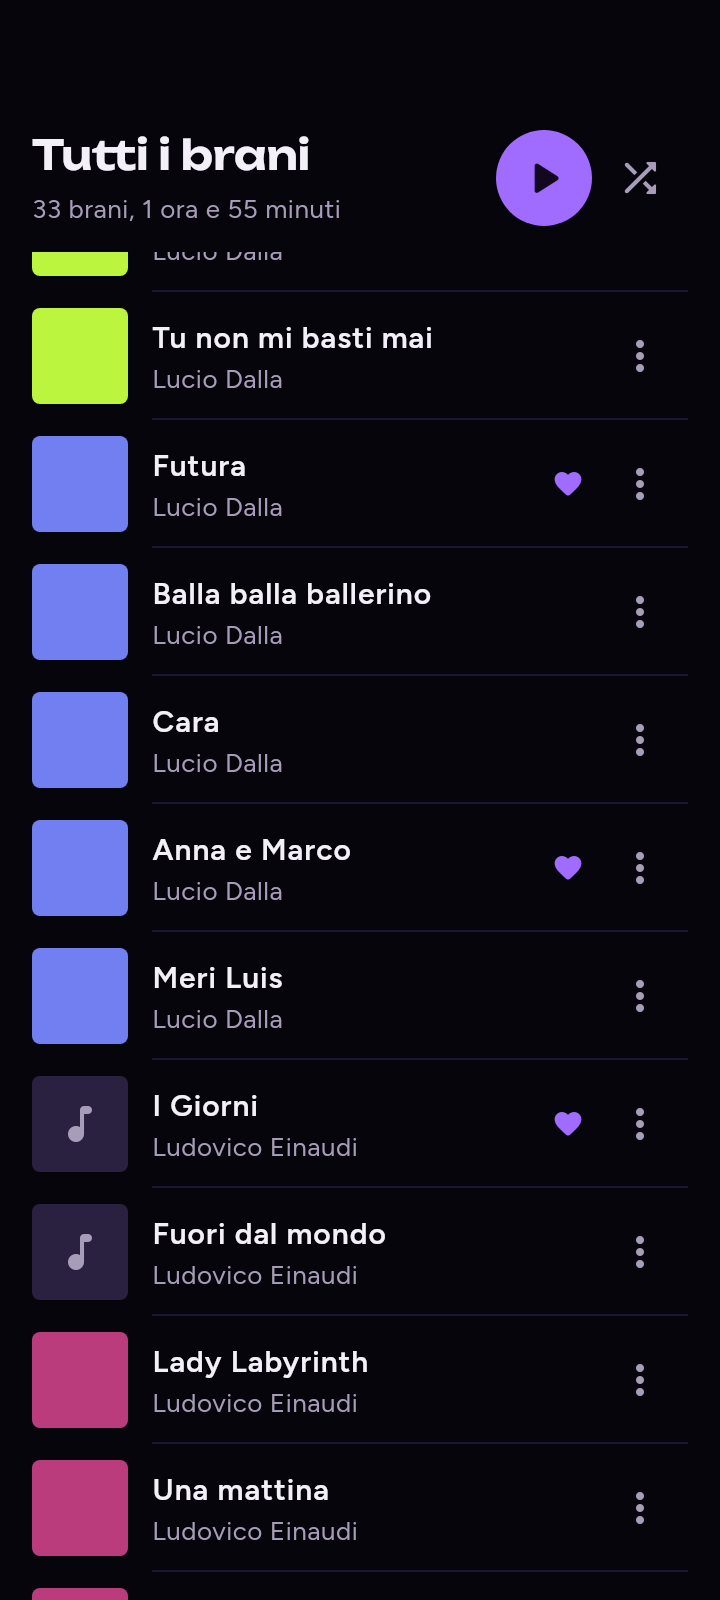 Tutti i brani
33 brani, 1 ora e 55 minuti
Lucio Dalla
Tu non mi basti mai
Lucio Dalla
Futura
Lucio Dalla
Balla balla ballerino
Lucio Dalla
Cara
Lucio Dalla
Anna e Marco
Lucio Dalla
Meri Luis
Lucio Dalla
I Giorni
Ludovico Einaudi
Fuori dal mondo
Ludovico Einaudi
Lady Labyrinth
Ludovico Einaudi
Una mattina
Ludovico Einaudi